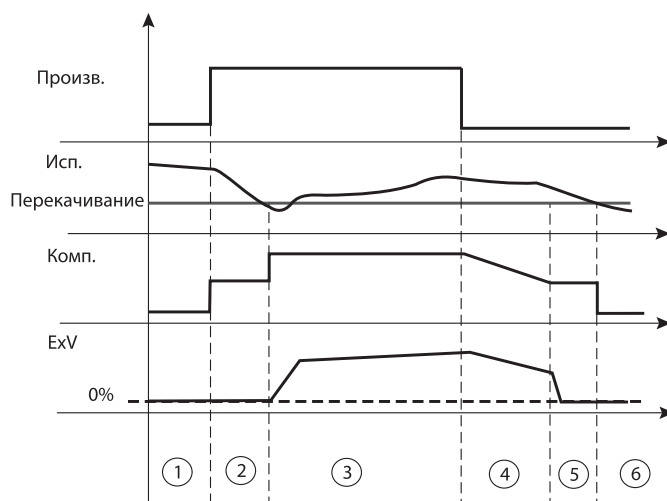 Произв.
Исп.
Перекачивание
Комп.
ExV
0%
1 2 3 4 5 6